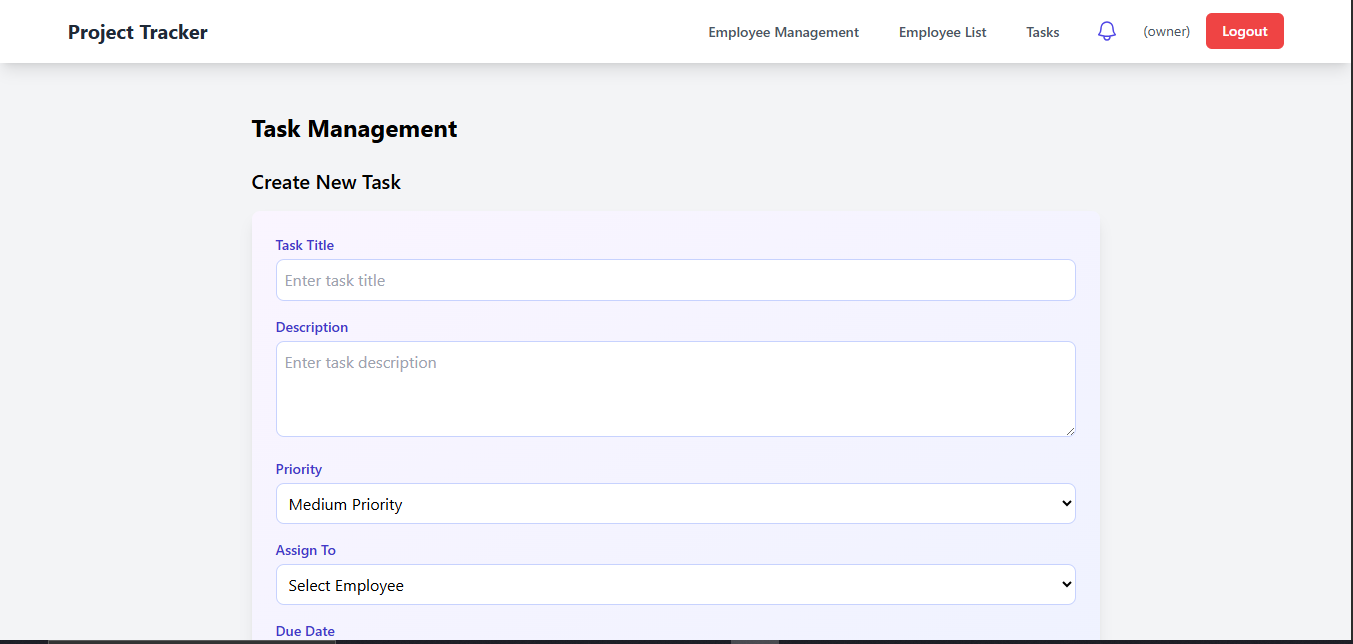 Project Tracker
Employee Management
Employee List
Tasks
(owner)
Logout
Task Management
Create New Task
Task Title
Enter task title
Description
Enter task description
Priority
Medium Priority
Assign To
Select Employee
Due Date